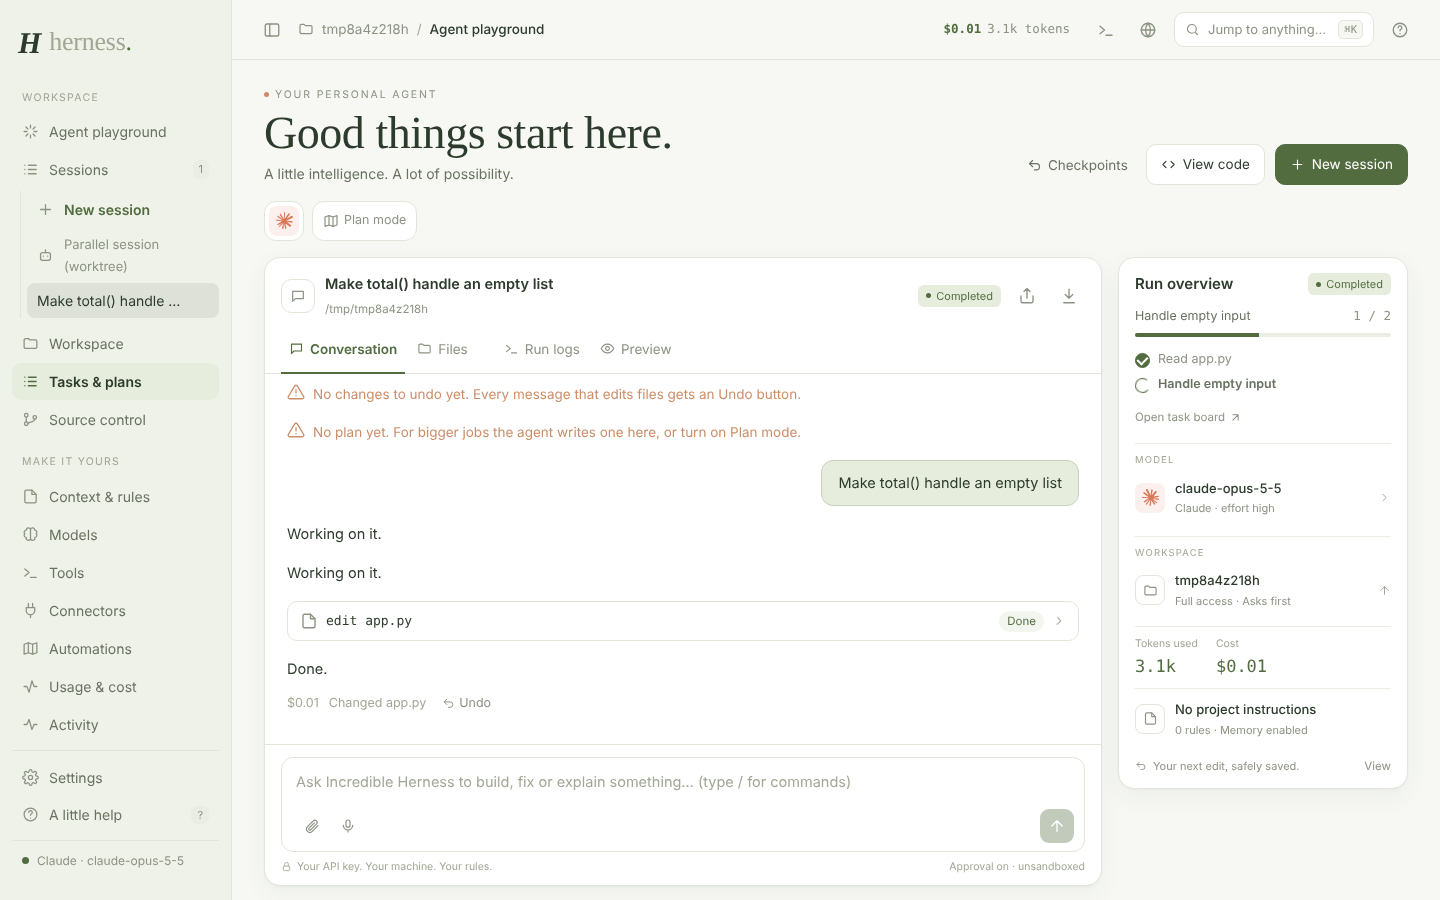 H herness.
WORKSPACE
Agent playground
Sessions 1
New session
Parallel session
(worktree)
Make total() handle ...
Workspace
Tasks & plans
Source control
MAKE IT YOURS
Context & rules
Models
Tools
Connectors
Automations
Usage & cost
Activity
Settings
A little help ?
Claude · claude-opus-5-5
tmp8a4z218h / Agent playground
$0.01 3.1k tokens
Jump to anything... ⌘K
YOUR PERSONAL AGENT
Good things start here.
A little intelligence. A lot of possibility.
Checkpoints
View code
New session
Plan mode
Make total() handle an empty list
/tmp/tmp8a4z218h
Completed
Conversation
Files
Run logs
Preview
No changes to undo yet. Every message that edits files gets an Undo button.
No plan yet. For bigger jobs the agent writes one here, or turn on Plan mode.
Make total() handle an empty list
Working on it.
Working on it.
edit app.py Done
Done.
$0.01 Changed app.py Undo
Ask Incredible Herness to build, fix or explain something... (type / for commands)
Your API key. Your machine. Your rules.
Approval on · unsandboxed
Run overview
Completed
Handle empty input 1 / 2
Read app.py
Handle empty input
Open task board
MODEL
claude-opus-5-5
Claude · effort high
WORKSPACE
tmp8a4z218h
Full access · Asks first
Tokens used Cost
3.1k $0.01
No project instructions
0 rules · Memory enabled
Your next edit, safely saved. View